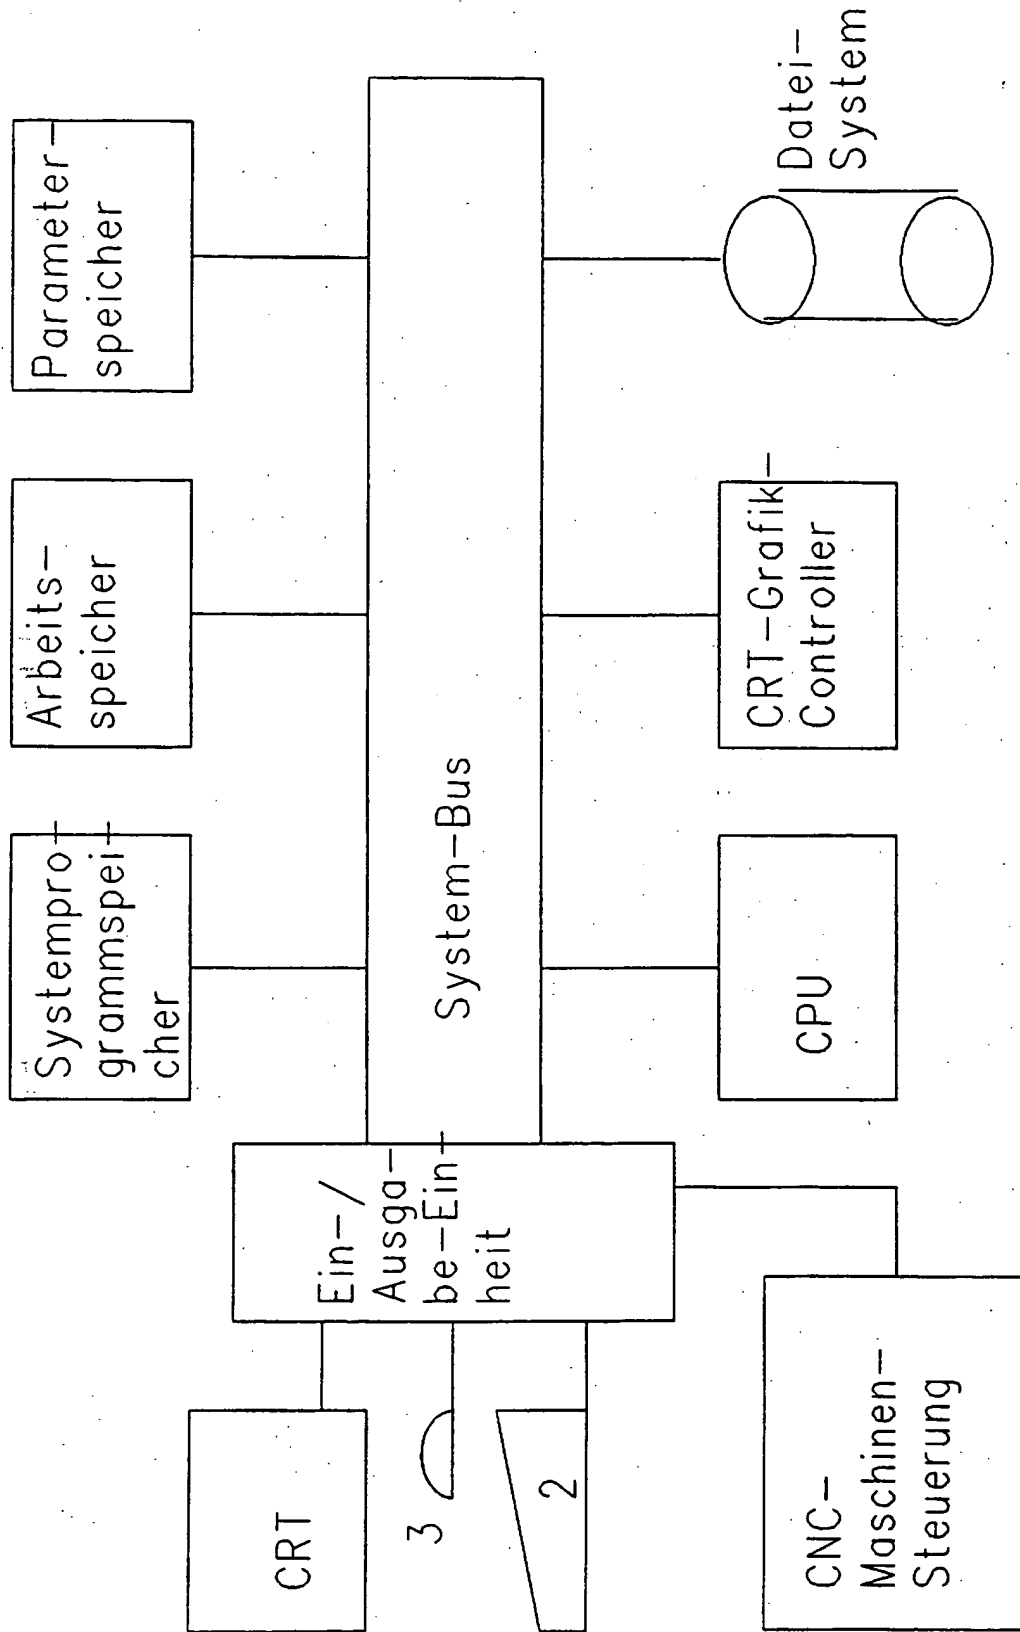 Systempro-
grammspei-
cher
Arbeits-
speicher
Parameter-
speicher
CRT
3
2
Ein-/
Ausga-
be-Ein-
heit
System-Bus
CNC-
Maschinen-
Steuerung
CPU
CRT-Grafik-
Controller
Datei-
System